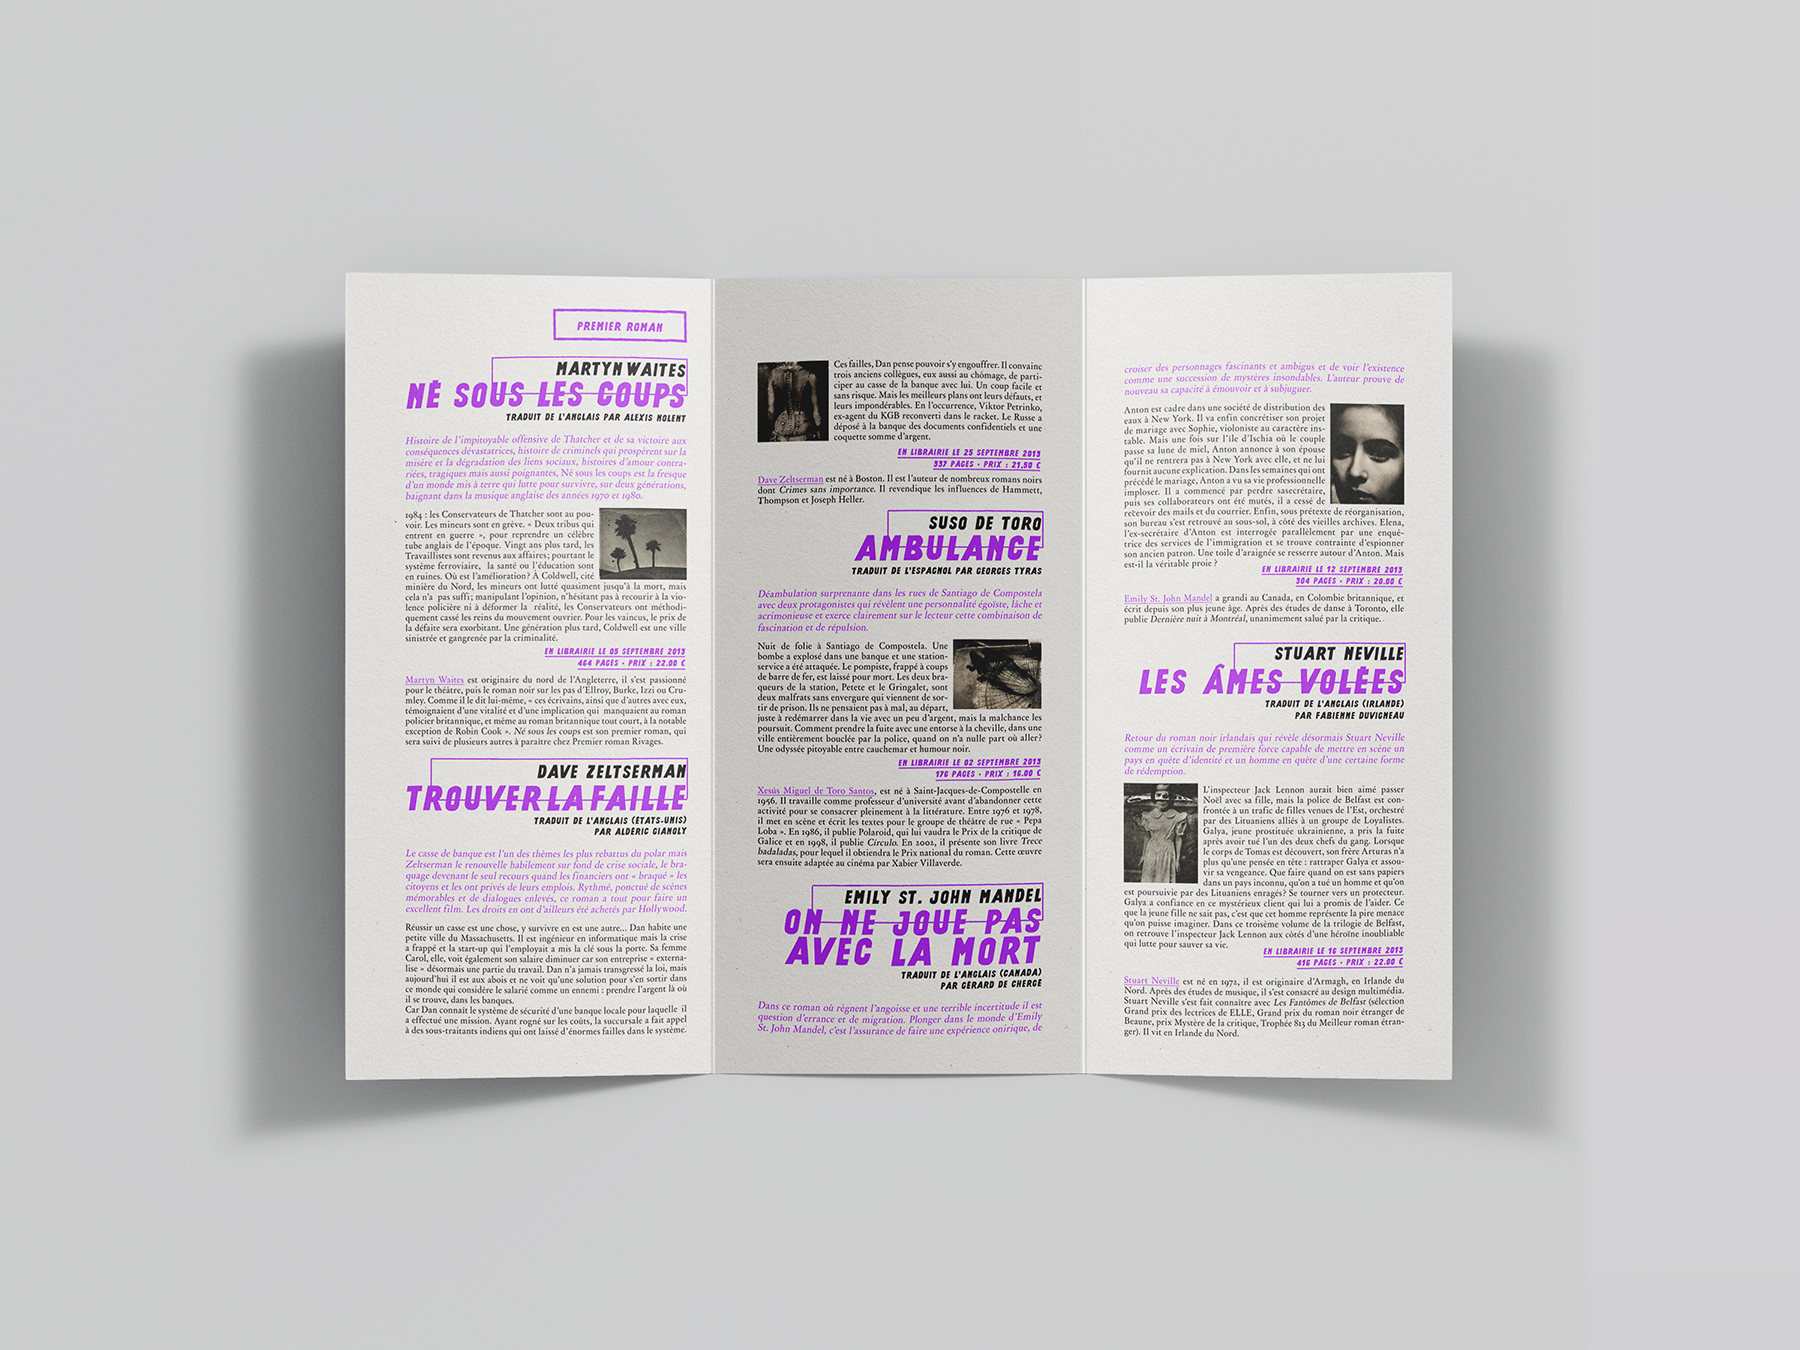 PREMIER ROMAN
MARTYN WAITES
NÉ SOUS LES COUPS
TRADUIT DE L'ANGLAIS PAR ALEXIS NOLENT
Histoire de l'impitoyable offensive de Thatcher et de sa victoire aux
conséquences dévastatrices, histoire de criminels qui prospèrent sur la
misère et la dégradation des liens sociaux, histoires d'amour contra-
riées, tragiques mais aussi poignantes. Né sous les coups est la fresque
d'un monde mis à terre qui lutte pour survivre, sur deux générations,
baignant dans la musique anglaise des années 1970 et 1980.
1984 : les Conservateurs de Thatcher sont au pou-
voir. Les mineurs sont en grève. « Deux tribus qui
entrent en guerre », pour reprendre un célèbre
tube anglais de l'époque. Vingt ans plus tard, les
Travaillistes sont revenus aux affaires; pourtant le
système ferroviaire, la santé ou l'éducation sont
en ruines. Où est l'amélioration? À Coldwell, cité
minière du Nord, les mineurs ont lutté quasiment jusqu'à la mort, mais
cela n'a pas suffi; manipulant l'opinion, n'hésitant pas à recourir à la vio-
lence policière ni à déformer la réalité, les Conservateurs ont méthodi-
quement cassé les reins du mouvement ouvrier. Pour les vaincus, le prix de
la défaite sera exorbitant. Une génération plus tard, Coldwell est une ville
sinistrée et gangrenée par la criminalité.
EN LIBRAIRIE LE 05 SEPTEMBRE 2013
464 PAGES - PRIX : 22.00 €
Martyn Waites est originaire du nord de l'Angleterre, il s'est passionné
pour le théâtre, puis le roman noir sur les pas d'Ellroy, Burke, Izzi ou Cru-
mley. Comme il le dit lui-même, « ces écrivains, ainsi que d'autres avec eux,
témoignaient d'une vitalité et d'une implication qui manquaient au roman
policier britannique, et même au roman britannique tout court, à la notable
exception de Robin Cook ». Né sous les coups est son premier roman, qui
sera suivi de plusieurs autres à paraître chez Premier roman Rivages.
DAVE ZELTSERMAN
TROUVER LA FAILLE
TRADUIT DE L'ANGLAIS (ÉTATS-UNIS)
PAR ALDÉRIC GIANOLY
Le casse de banque est l'un des thèmes les plus rebattus du polar mais
Zeltserman le renouvelle habilement sur fond de crise sociale, le bra-
quage devenant le seul recours quand les financiers ont « braqué » les
citoyens et les ont privés de leurs emplois. Rythmé, ponctué de scènes
mémorables et de dialogues enlevés, ce roman a tout pour faire un
excellent film. Les droits en ont d'ailleurs été achetés par Hollywood.
Réussir un casse est une chose, y survivre en est une autre... Dan habite une
petite ville du Massachusetts. Il est ingénieur en informatique mais la crise
a frappé et la start-up qui l'employait a mis la clé sous la porte. Sa femme
Carol, elle, voit également son salaire diminuer car son entreprise « externa-
lise » désormais une partie du travail. Dan n'a jamais transgressé la loi, mais
aujourd'hui il est aux abois et ne voit qu'une solution pour s'en sortir dans
ce monde qui considère le salarié comme un ennemi : prendre l'argent là où
il se trouve, dans les banques.
Car Dan connaît le système de sécurité d'une banque locale pour laquelle il
a effectué une mission. Ayant rogné sur les coûts, la succursale a fait appel
à des sous-traitants indiens qui ont laissé d'énormes failles dans le système.
Ces failles, Dan pense pouvoir s'y engouffrer. Il convainc
trois anciens collègues, eux aussi au chômage, de parti-
ciper au casse de la banque avec lui. Un coup facile et
sans risque. Mais les meilleurs plans ont leurs défauts, et
leurs impondérables. En l'occurrence, Viktor Petrinko,
ex-agent du KGB reconverti dans le racket. Le Russe a
déposé à la banque des documents confidentiels et une
coquette somme d'argent.
EN LIBRAIRIE LE 25 SEPTEMBRE 2013
337 PAGES - PRIX : 21.50 €
Dave Zeltserman est né à Boston. Il est l'auteur de nombreux romans noirs
dont Crimes sans importance. Il revendique les influences de Hammett,
Thompson et Joseph Heller.
SUSO DE TORO
AMBULANCE
TRADUIT DE L'ESPAGNOL PAR GEORGES TYRAS
Déambulation surprenante dans les rues de Santiago de Compostela
avec deux protagonistes qui révèlent une personnalité égoïste, lâche et
acrimonieuse et exerce clairement sur le lecteur cette combinaison de
fascination et de répulsion.
Nuit de folie à Santiago de Compostela. Une
bombe a explosé dans une banque et une station-
service a été attaquée. Le pompiste, frappé à coups
de barre de fer, est laissé pour mort. Les deux bra-
queurs de la station, Petete et le Gringalet, sont
deux malfrats sans envergure qui viennent de sor-
tir de prison. Ils ne pensaient pas à mal, au départ,
juste à redémarrer dans la vie avec un peu d'argent, mais la malchance les
poursuit. Comment prendre la fuite avec une entorse à la cheville, dans une
ville entièrement bouclée par la police, quand on n'a nulle part où aller?
Une odyssée pitoyable entre cauchemar et humour noir.
EN LIBRAIRIE LE 02 SEPTEMBRE 2013
176 PAGES - PRIX : 16.00 €
Xesús Miguel de Toro Santos, est né à Saint-Jacques-de-Compostelle en
1956. Il travaille comme professeur d'université avant d'abandonner cette
activité pour se consacrer pleinement à la littérature. Entre 1976 et 1978,
il met en scène et écrit les textes pour le groupe de théâtre de rue « Pepa
Loba ». En 1986, il publie Polaroid, qui lui vaudra le Prix de la critique de
Galice et en 1998, il publie Círculo. En 2002, il présente son livre Trece
badaladas, pour lequel il obtiendra le Prix national du roman. Cette œuvre
sera ensuite adaptée au cinéma par Xabier Villaverde.
EMILY ST. JOHN MANDEL
ON NE JOUE PAS
AVEC LA MORT
TRADUIT DE L'ANGLAIS (CANADA)
PAR GÉRARD DE CHERGÉ
Dans ce roman où règnent l'angoisse et une terrible incertitude il est
question d'errance et de migration. Plonger dans le monde d'Emily
St. John Mandel, c'est l'assurance de faire une expérience onirique, de
croiser des personnages fascinants et ambigus et de voir l'existence
comme une succession de mystères insondables. L'auteur prouve de
nouveau sa capacité à émouvoir et à subjuguer.
Anton est cadre dans une société de distribution des
eaux à New York. Il va enfin concrétiser son projet
de mariage avec Sophie, violoniste au caractère ins-
table. Mais une fois sur l'île d'Ischia où le couple
passe sa lune de miel, Anton annonce à son épouse
qu'il ne rentrera pas à New York avec elle, et ne lui
fournit aucune explication. Dans les semaines qui ont
précédé le mariage, Anton a vu sa vie professionnelle
imploser. Il a commencé par perdre sasecrétaire,
puis ses collaborateurs ont été mutés, il a cessé de
retevoir des mails et du courrier. Enfin, sous prétexte de réorganisation,
son bureau s'est retrouvé au sous-sol, à côté des vieilles archives. Elena,
l'ex-secrétaire d'Anton est interrogée parallèlement par une enquê-
trice des services de l'immigration et se trouve contrainte d'espionner
son ancien patron. Une toile d'araignée se resserre autour d'Anton. Mais
est-il la véritable proie ?
EN LIBRAIRIE LE 12 SEPTEMBRE 2013
304 PAGES - PRIX : 20.00 €
Emily St. John Mandel a grandi au Canada, en Colombie britannique, et
écrit depuis son plus jeune âge. Après des études de danse à Toronto, elle
publie Dernière nuit à Montréal, unanimement salué par la critique.
STUART NEVILLE
LES ÂMES VOLÉES
TRADUIT DE L'ANGLAIS (IRLANDE)
PAR FABIENNE DUVIGNEAU
Retour du roman noir irlandais qui révèle désormais Stuart Neville
comme un écrivain de première force capable de mettre en scène un
pays en quête d'identité et un homme en quête d'une certaine forme
de rédemption.
L'inspecteur Jack Lennon aurait bien aimé passer
Noël avec sa fille, mais la police de Belfast est con-
frontée à un trafic de filles venues de l'Est, orchestré
par des Lituaniens alliés à un groupe de Loyalistes.
Galya, jeune prostituée ukrainienne, a pris la fuite
après avoir tué l'un des deux chefs du gang. Lorsque
le corps de Tomas est découvert, son frère Arturas n'a
plus qu'une pensée en tête : rattraper Galya et assou-
vir sa vengeance. Que faire quand on est sans papiers
dans un pays inconnu, qu'on a tué un homme et qu'on
est poursuivie par des Lituaniens enragés? Se tourner vers un protecteur.
Galya a confiance en ce mystérieux client qui lui a promis de l'aider. Ce
que la jeune fille ne sait pas, c'est que cet homme représente la pire menace
qu'on puisse imaginer. Dans ce troisième volume de la trilogie de Belfast,
on retrouve l'inspecteur Jack Lennon aux côtés d'une héroïne inoubliable
qui lutte pour sauver sa vie.
EN LIBRAIRIE LE 16 SEPTEMBRE 2013
416 PAGES - PRIX : 22.00 €
Stuart Neville est né en 1972, il est originaire d'Armagh, en Irlande du
Nord. Après des études de musique, il s'est consacré au design multimédia.
Stuart Neville s'est fait connaître avec Les Fantômes de Belfast (sélection
Grand prix des lectrices de ELLE, Grand prix du roman noir étranger de
Beaune, prix Mystère de la critique, Trophée 813 du Meilleur roman étran-
ger). Il vit en Irlande du Nord.